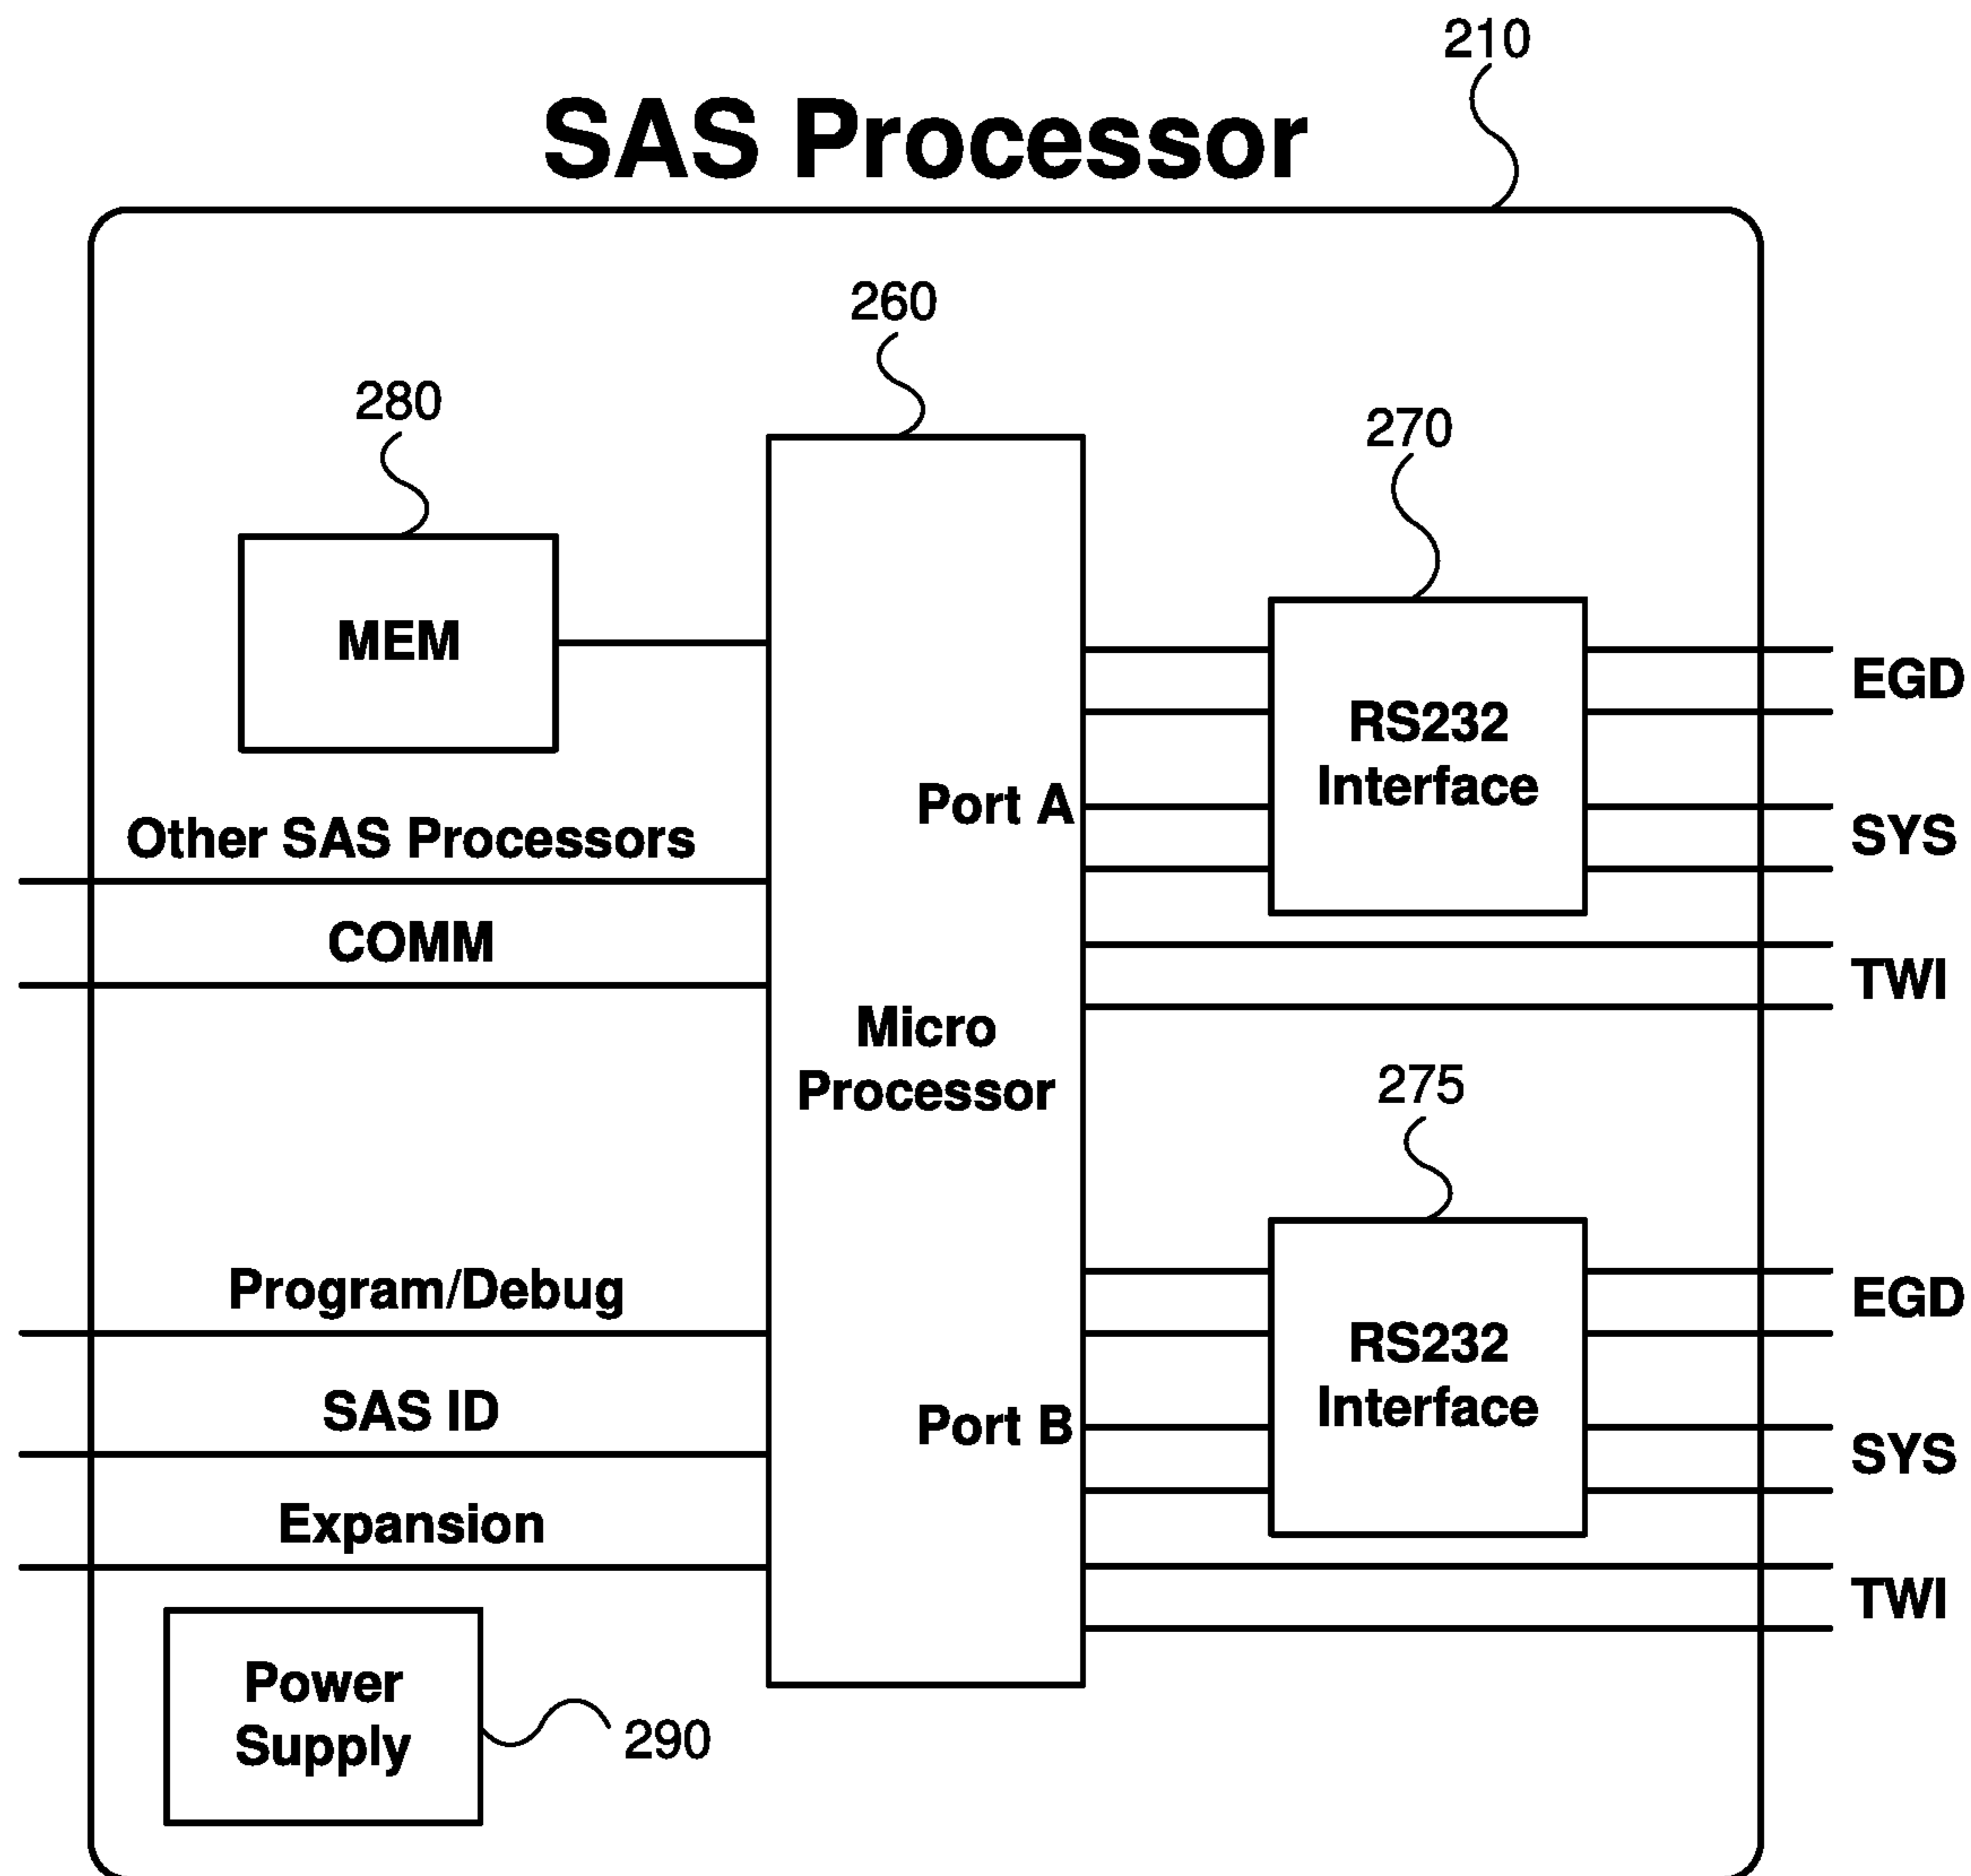 210
SAS Processor
260
280
270
MEM
EGD
RS232
Interface
Port A
Other SAS Processors
SYS
COMM
TWI
Micro
Processor
275
Program/Debug
EGD
RS232
Interface
SAS ID
Port B
SYS
Expansion
TWI
Power
Supply
290